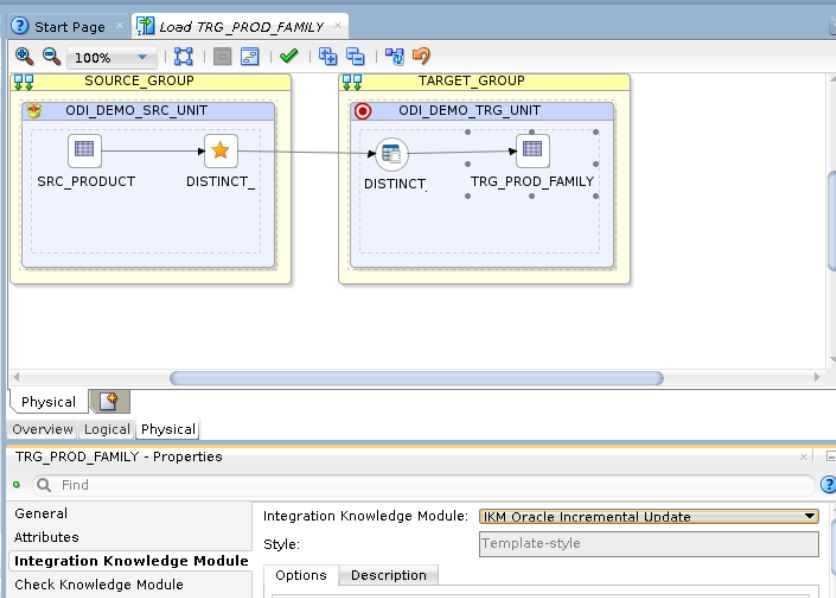 Start Page
Load TRG_PROD_FAMILY
100%
SOURCE_GROUP
TARGET_GROUP
ODI_DEMO_SRC_UNIT
ODI_DEMO_TRG_UNIT
SRC_PRODUCT
DISTINCT_
DISTINCT_
TRG_PROD_FAMILY
Physical
Overview Logical Physical
TRG_PROD_FAMILY - Properties
Find
General
Attributes
Integration Knowledge Module
Check Knowledge Module
Integration Knowledge Module: IKM Oracle Incremental Update
Style: Template-style
Options Description